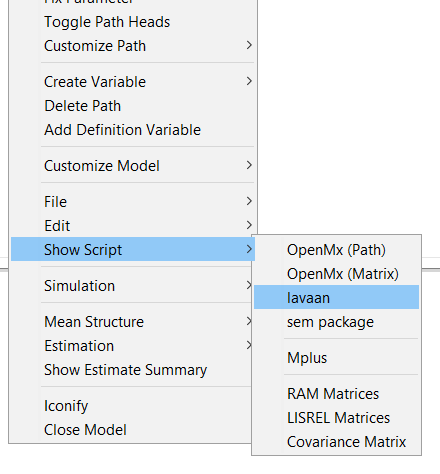 Fix Parameter
Toggle Path Heads
Customize Path
Create Variable
Delete Path
Add Definition Variable
Customize Model
File
Edit
Show Script
Simulation
Mean Structure
Estimation
Show Estimate Summary
Iconify
Close Model
OpenMx (Path)
OpenMx (Matrix)
lavaan
sem package
Mplus
RAM Matrices
LISREL Matrices
Covariance Matrix